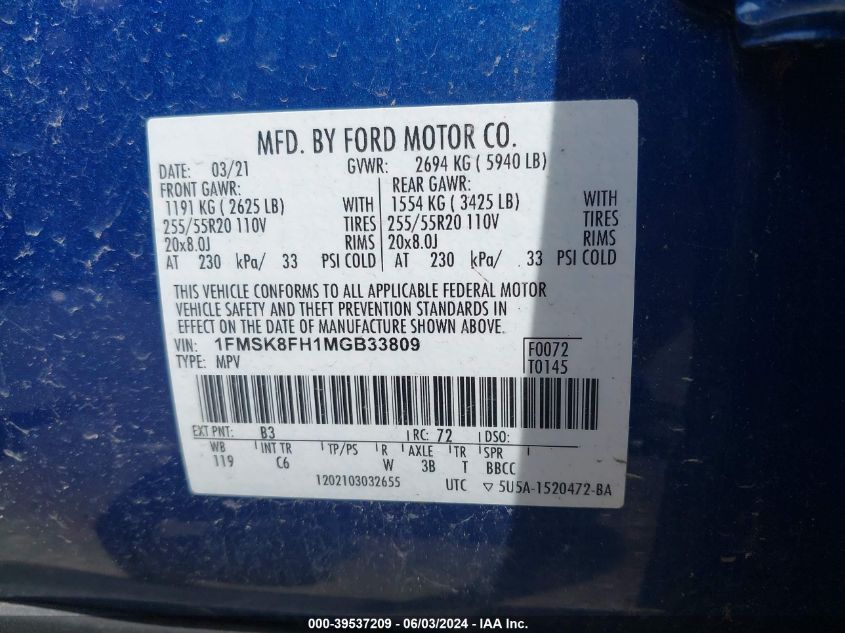 MFD. BY FORD MOTOR CO.
DATE: 03/21 GVWR: 2694 KG ( 5940 LB)
FRONT GAWR: REAR GAWR:
1191 KG ( 2625 LB) WITH 1554 KG ( 3425 LB) WITH
255/55R20 110V TIRES 255/55R20 110V TIRES
20x8.0J RIMS 20x8.0J RIMS
AT 230 kPa/ 33 PSI COLD AT 230 kPa/ 33 PSI COLD
THIS VEHICLE CONFORMS TO ALL APPLICABLE FEDERAL MOTOR
VEHICLE SAFETY AND THEFT PREVENTION STANDARDS IN
EFFECT ON THE DATE OF MANUFACTURE SHOWN ABOVE.
VIN: 1FMSK8FH1MGB33809 F0072
TYPE: MPV T0145
EXT PNT: B3 RC: 72 DSO:
WB INT TR TP/PS R AXLE TR SPR
119 C6 W 3B T BBCC
1202103032655 UTC ▽ 5U5A-1520472-BA
000-39537209 - 06/03/2024 - IAA Inc.